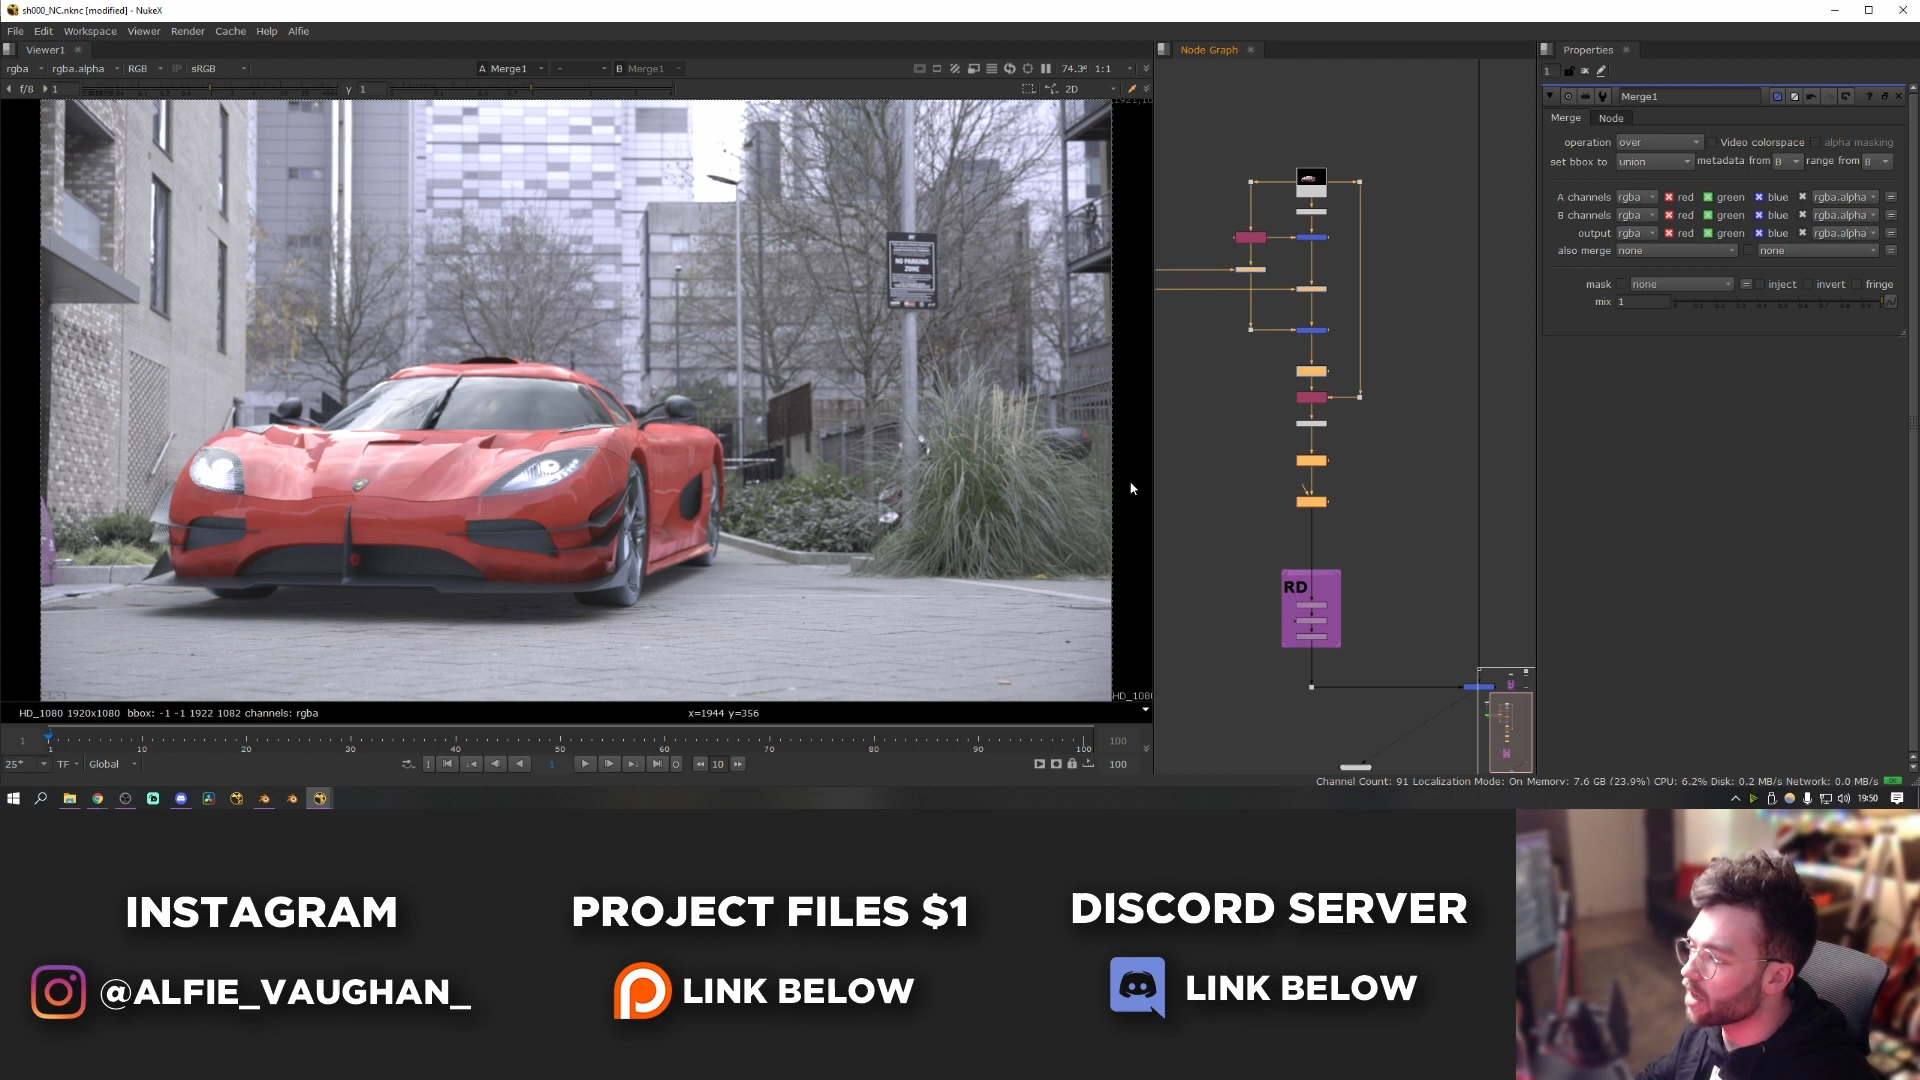 sh000_NC.nknc [modified] - NukeX
File Edit Workspace Viewer Render Cache Help Alfie
Viewer1
rgba rgba.alpha RGB IP sRGB A Merge1 - B Merge1 1:1
f/8 1 γ 1 2D
NO PARKING
ZONE
HD_1080 1920x1080 bbox: -1 -1 1922 1082 channels: rgba x=1944 y=356
1 1 10 20 30 40 50 60 70 80 90 100 100
25* TF Global 1 10 100
Node Graph
RD
Properties
1
Merge1
Merge Node
operation over Video colorspace alpha masking
set bbox to union metadata from B range from B
A channels rgba red green blue rgba.alpha
B channels rgba red green blue rgba.alpha
output rgba red green blue rgba.alpha
also merge none none
mask none inject invert fringe
mix 1
Channel Count: 91 Localization Mode: On Memory: 7.6 GB (23.9%) CPU: 6.2% Disk: 0.2 MB/s Network: 0.0 MB/s
19:50
INSTAGRAM
@ALFIE_VAUGHAN_
PROJECT FILES $1
LINK BELOW
DISCORD SERVER
LINK BELOW